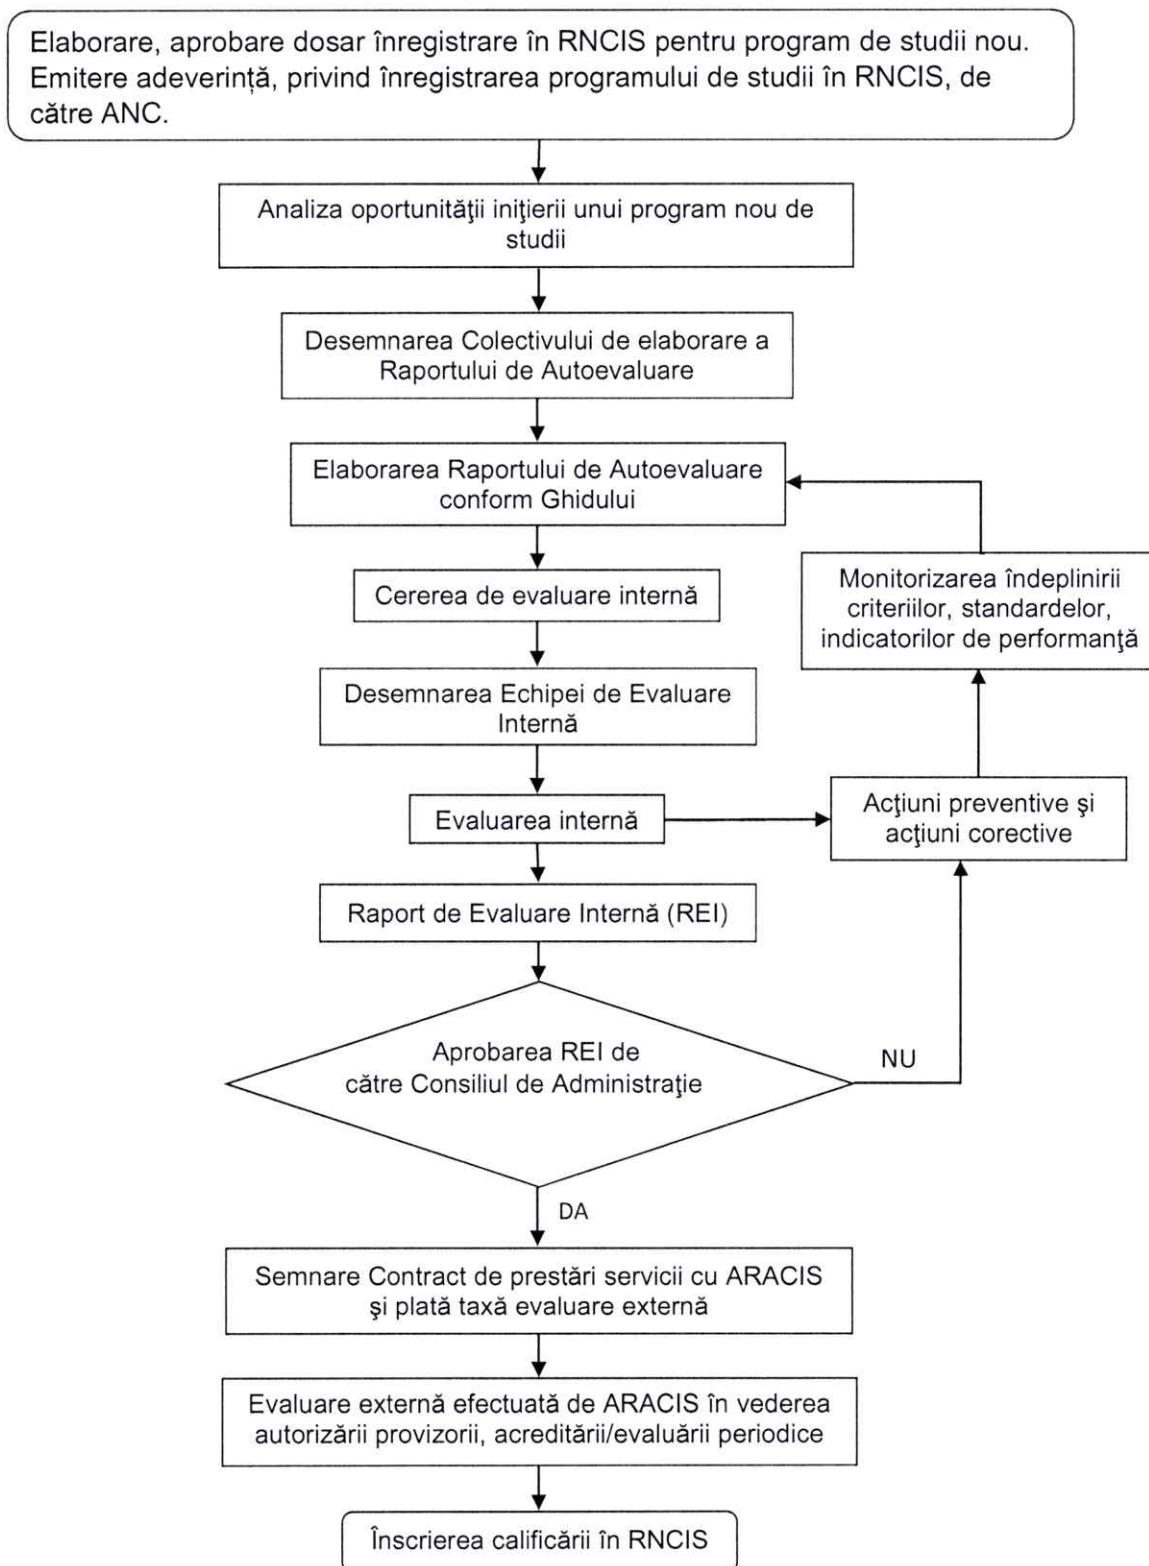 Elaborare, aprobare dosar înregistrare în RNCIS pentru program de studii nou.
Emitere adeverință, privind înregistrarea programului de studii în RNCIS, de
către ANC.
Analiza oportunităţii iniţierii unui program nou de
studii
Desemnarea Colectivului de elaborare a
Raportului de Autoevaluare
Elaborarea Raportului de Autoevaluare
conform Ghidului
Cererea de evaluare internă
Monitorizarea îndeplinirii
criteriilor, standardelor,
indicatorilor de performanţă
Desemnarea Echipei de Evaluare
Internă
Evaluarea internă
Acţiuni preventive şi
acţiuni corective
Raport de Evaluare Internă (REI)
Aprobarea REI de
către Consiliul de Administraţie
NU
DA
Semnare Contract de prestări servicii cu ARACIS
şi plată taxă evaluare externă
Evaluare externă efectuată de ARACIS în vederea
autorizării provizorii, acreditării/evaluării periodice
Înscrierea calificării în RNCIS